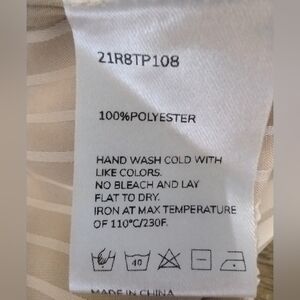 21R8TP108
100%POLYESTER
HAND WASH COLD WITH
LIKE COLORS.
NO BLEACH AND LAY
FLAT TO DRY.
IRON AT MAX TEMPERATURE
OF 110°C/230F.
40
MADE IN CHINA